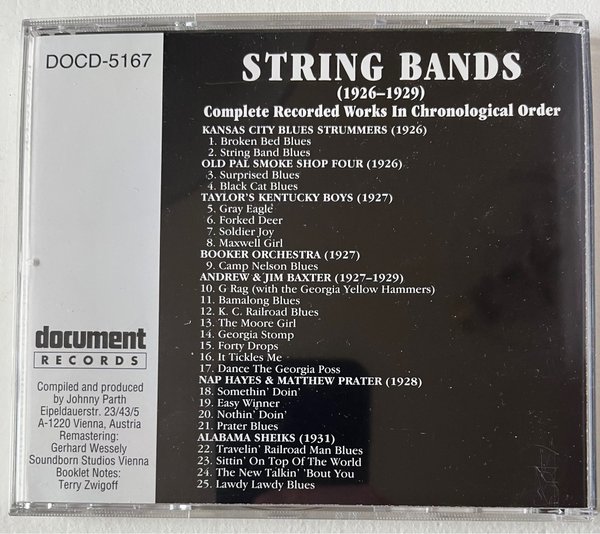 DOCD-5167
STRING BANDS
(1926–1929)
Complete Recorded Works In Chronological Order
KANSAS CITY BLUES STRUMMERS (1926)
1. Broken Bed Blues
2. String Band Blues
OLD PAL SMOKE SHOP FOUR (1926)
3. Surprised Blues
4. Black Cat Blues
TAYLOR'S KENTUCKY BOYS (1927)
5. Gray Eagle
6. Forked Deer
7. Soldier Joy
8. Maxwell Girl
BOOKER ORCHESTRA (1927)
9. Camp Nelson Blues
ANDREW & JIM BAXTER (1927–1929)
10. G Rag (with the Georgia Yellow Hammers)
11. Bamalong Blues
12. K. C. Railroad Blues
13. The Moore Girl
14. Georgia Stomp
15. Forty Drops
16. It Tickles Me
17. Dance The Georgia Poss
NAP HAYES & MATTHEW PRATER (1928)
18. Somethin' Doin'
19. Easy Winner
20. Nothin' Doin'
21. Prater Blues
ALABAMA SHEIKS (1931)
22. Travelin' Railroad Man Blues
23. Sittin' On Top Of The World
24. The New Talkin' 'Bout You
25. Lawdy Lawdy Blues
document
RECORDS
Compiled and produced
by Johnny Parth
Eipeldauerstr. 23/43/5
A-1220 Vienna, Austria
Remastering:
Gerhard Wessely
Soundborn Studios Vienna
Booklet Notes:
Terry Zwigoff